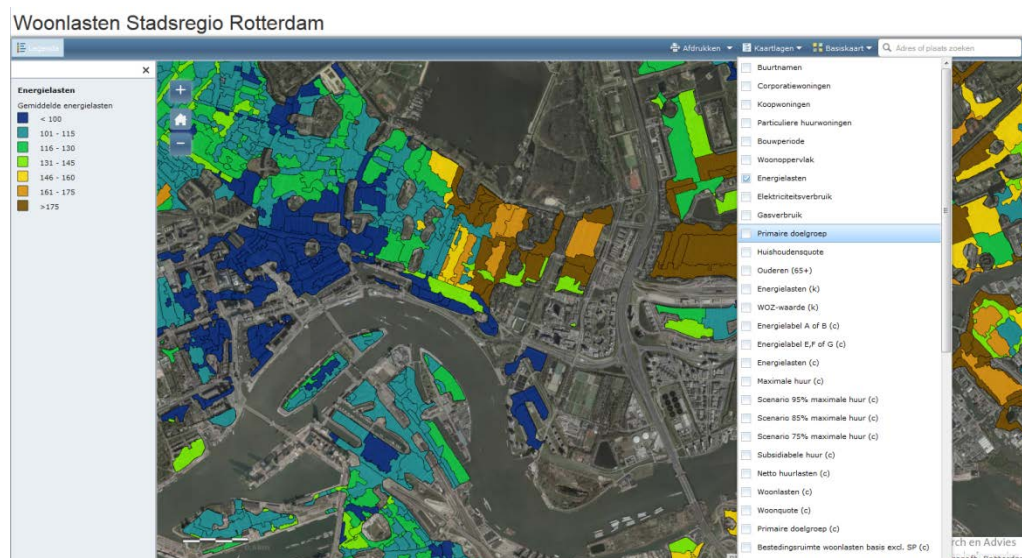 Woonlasten Stadsregio Rotterdam
Legenda
Afdrukken
Kaartlagen
Basiskaart
Adres of plaats zoeken
x
Energielasten
Gemiddelde energielasten
< 100
101 - 115
116 - 130
131 - 145
146 - 160
161 - 175
>175
+
−
Buurtnamen
Corporatiewoningen
Koopwoningen
Particuliere huurwoningen
Bouwperiode
Woonoppervlak
Energielasten
Elektriciteitsverbruik
Gasverbruik
Primaire doelgroep
Huishoudensquote
Ouderen (65+)
Energielasten (k)
WOZ-waarde (k)
Energielabel A of B (c)
Energielabel E,F of G (c)
Energielasten (c)
Maximale huur (c)
Scenario 95% maximale huur (c)
Scenario 85% maximale huur (c)
Scenario 75% maximale huur (c)
Subsidiabele huur (c)
Netto huurlasten (c)
Woonlasten (c)
Woonquote (c)
Primaire doelgroep (c)
Bestedingsruimte woonlasten basis excl. SP (c)
rch en Advies